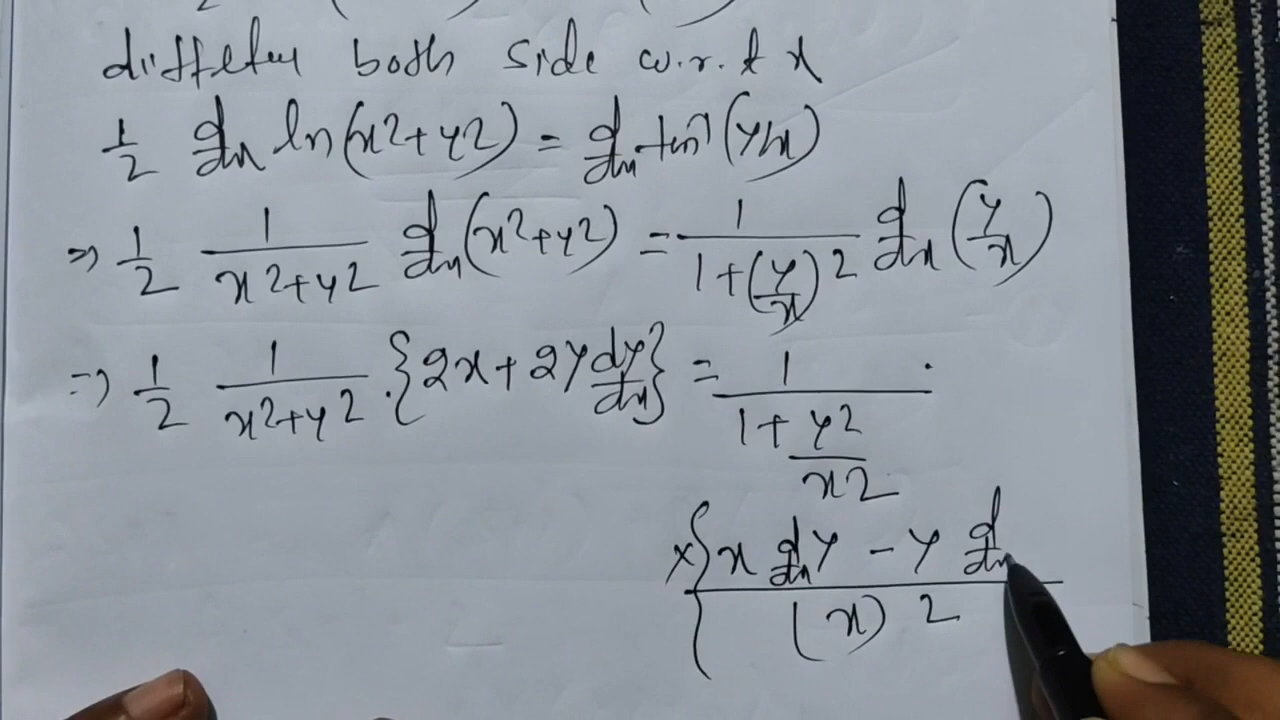 differen both side w.r.t x
1/2 d/dx ln(x2+y2) = d/dx tan⁻¹(y/x)
=> 1/2 1/(x2+y2) d/dx (x2+y2) = 1/(1+(y/x)2) d/dx (y/x)
=> 1/2 1/(x2+y2) . {2x+2y dy/dx} = 1/(1+y2/x2) .
x { x d/dx y - y d/dx / (x)2